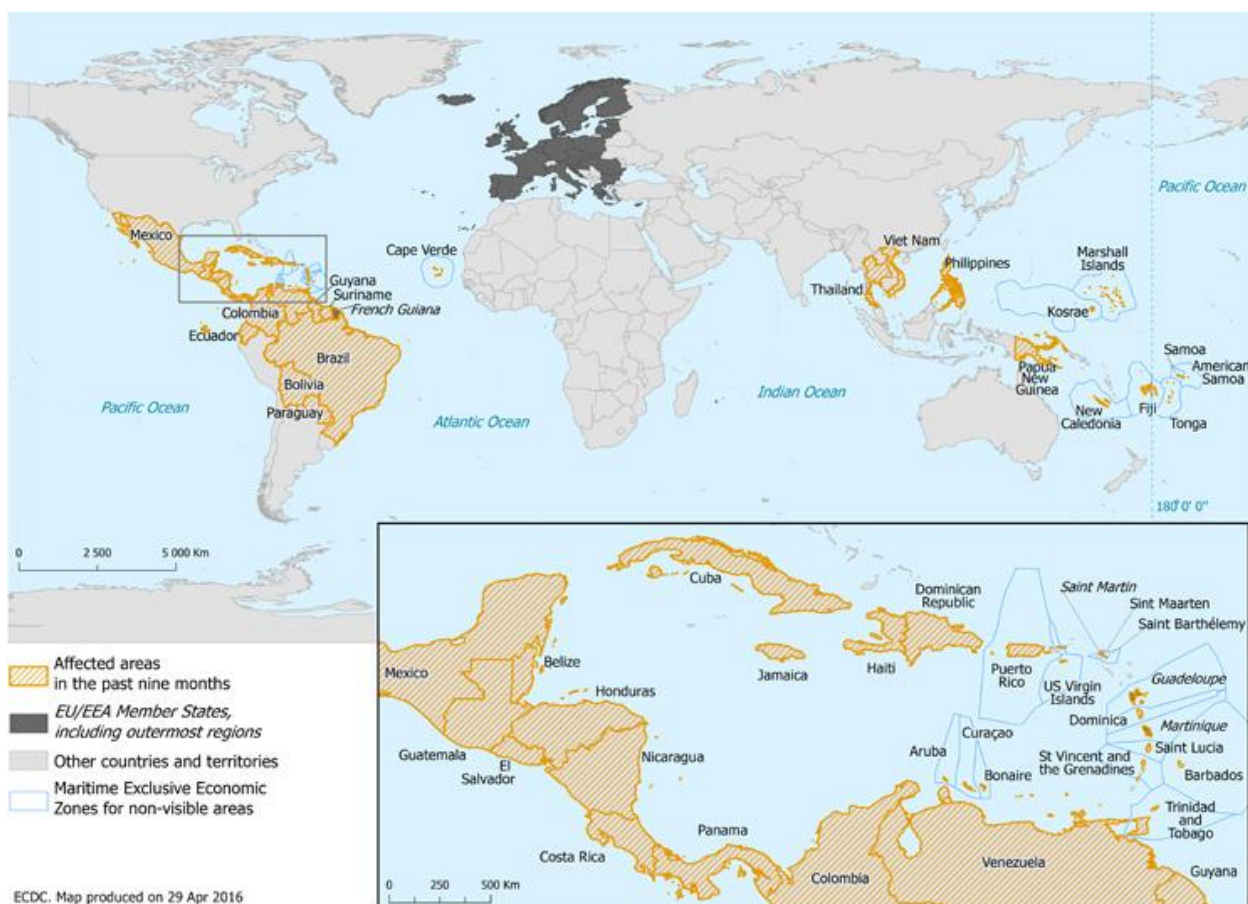 Mexico
Cape Verde
Guyana
Suriname
French Guiana
Colombia
Ecuador
Brazil
Bolivia
Paraguay
Pacific Ocean
Atlantic Ocean
Indian Ocean
Pacific Ocean
Viet Nam
Philippines
Thailand
Marshall
Islands
Kosrae
Papua
New
Guinea
Samoa
American
Samoa
New
Caledonia
Fiji
Tonga
180°0' 0"
0 2 500 5 000 Km
Affected areas
in the past nine months
EU/EEA Member States,
including outermost regions
Other countries and territories
Maritime Exclusive Economic
Zones for non-visible areas
ECDC. Map produced on 29 Apr 2016
Cuba
Dominican
Republic
Saint Martin
Sint Maarten
Saint Barthélemy
Mexico
Belize
Jamaica
Haiti
Puerto
Rico
US Virgin
Islands
Guadeloupe
Honduras
Dominica
Martinique
Guatemala
El
Salvador
Nicaragua
Aruba
Curaçao
Bonaire
St Vincent and
the Grenadines
Saint Lucia
Barbados
Trinidad
and
Tobago
Costa Rica
Panama
Colombia
Venezuela
Guyana
0 250 500 Km